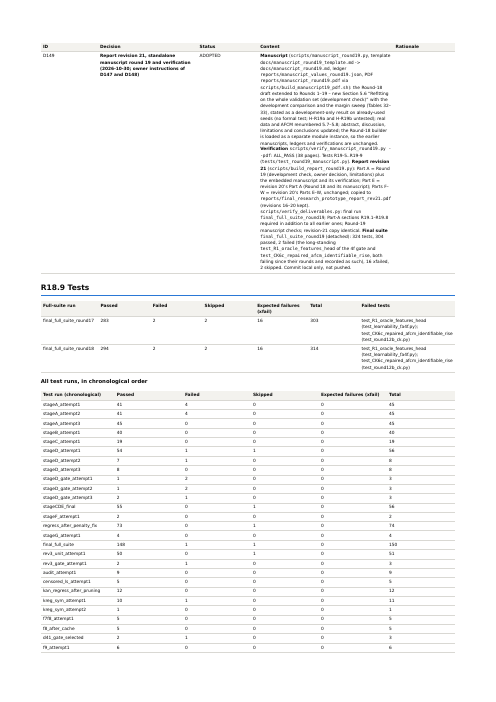 ID Decision Status Content Rationale
D149 Report revision 21, standalone manuscript round 19 and verification (2026-10-30; owner instructions of D147 and D148) ADOPTED
Manuscript (scripts/manuscript_round19.py, template
docs/manuscript_round19_template.md ->
docs/manuscript_round19.md, ledger
reports/manuscript_values_round19.json, PDF
reports/manuscript_round19.pdf via
scripts/build_manuscript19_pdf.sh): the Round-18
draft extended to Rounds 1–19 – new Section 5.6 "Refitting
on the whole validation set (development check)" with the
development comparison and the margin sweep (Tables 32–
33), stated as a development-only result on already-used
seeds (no formal test; H-R19a and H-R19b untested); real
data and AFCM renumbered 5.7–5.8; abstract, discussion,
limitations and conclusions updated; the Round-18 builder
is loaded as a separate module instance, so the earlier
manuscripts, ledgers and verifications are unchanged.
Verification scripts/verify_manuscript_round19.py --
-pdf: ALL_PASS (38 pages). Tests R19-5..R19-9
(tests/test_round19_manuscript.py). Report revision
21 (scripts/build_report_round19.py): Part A = Round
19 (development check, owner decision, limitations) plus
the embedded manuscript and its verification; Part E =
revision 20's Part A (Round 18 and its manuscript); Parts F–
W = revision 20's Parts E–W, unchanged; copied to
reports/final_research_prototype_report_rev21.pdf
(revisions 16–20 kept).
scripts/verify_deliverables.py: final run
final_full_suite_round19; Part-A sections R19.1–R19.8
required in addition to all earlier ones; Round-19
manuscript checks; revision-21 copy identical. Final suite
final_full_suite_round19 (detached): 324 tests, 304
passed, 2 failed (the long-standing
test_R1_oracle_features_head of the 4f gate and
test_CK6c_repaired_afcm_identifiable_rise,
both failing since their rounds and recorded as such), 16 xfailed,
2 skipped. Commit local only, not pushed.
R18.9 Tests
Full-suite run Passed Failed Skipped Expected failures (xfail) Total Failed tests
final_full_suite_round17 283 2 2 16 303 test_R1_oracle_features_head (test_learnability_fast.py); test_CK6c_repaired_afcm_identifiable_rise (test_round12b_ck.py)
final_full_suite_round18 294 2 2 16 314 test_R1_oracle_features_head (test_learnability_fast.py); test_CK6c_repaired_afcm_identifiable_rise (test_round12b_ck.py)
All test runs, in chronological order
Test run (chronological) Passed Failed Skipped Expected failures (xfail) Total
stageA_attempt1 41 4 0 0 45
stageA_attempt2 41 4 0 0 45
stageA_attempt3 45 0 0 0 45
stageB_attempt1 40 0 0 0 40
stageC_attempt1 19 0 0 0 19
stageD_attempt1 54 1 1 0 56
stageD_attempt2 7 1 0 0 8
stageD_attempt3 8 0 0 0 8
stageD_gate_attempt1 1 2 0 0 3
stageD_gate_attempt2 1 2 0 0 3
stageD_gate_attempt3 2 1 0 0 3
stageCDE_final 55 0 1 0 56
stageF_attempt1 2 0 0 0 2
regress_after_penalty_fix 73 0 1 0 74
stageG_attempt1 4 0 0 0 4
final_full_suite 148 1 1 0 150
rev3_unit_attempt1 50 0 1 0 51
rev3_gate_attempt1 2 1 0 0 3
audit_attempt1 9 0 0 0 9
censored_ls_attempt1 5 0 0 0 5
kan_regress_after_pruning 12 0 0 0 12
kreg_sym_attempt1 10 1 0 0 11
kreg_sym_attempt2 1 0 0 0 1
f7f8_attempt1 5 0 0 0 5
f9_after_cache 5 0 0 0 5
d41_gate_selected 2 1 0 0 3
f9_attempt1 6 0 0 0 6